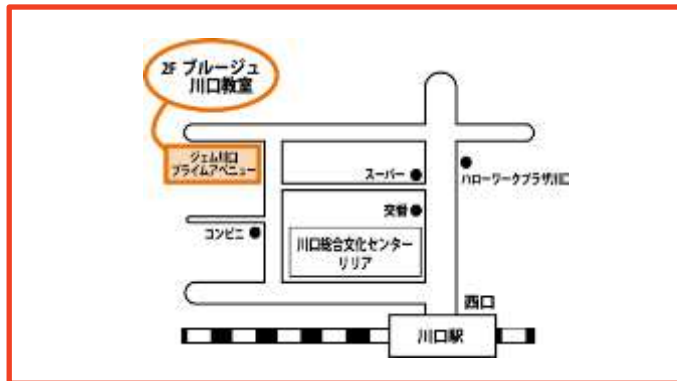 2F ブルージュ
川口教室
ジェム川口
プライムアベニュー
スーパー
ハローワークプラザ川口
交番
コンビニ
川口総合文化センター
リリア
西口
川口駅